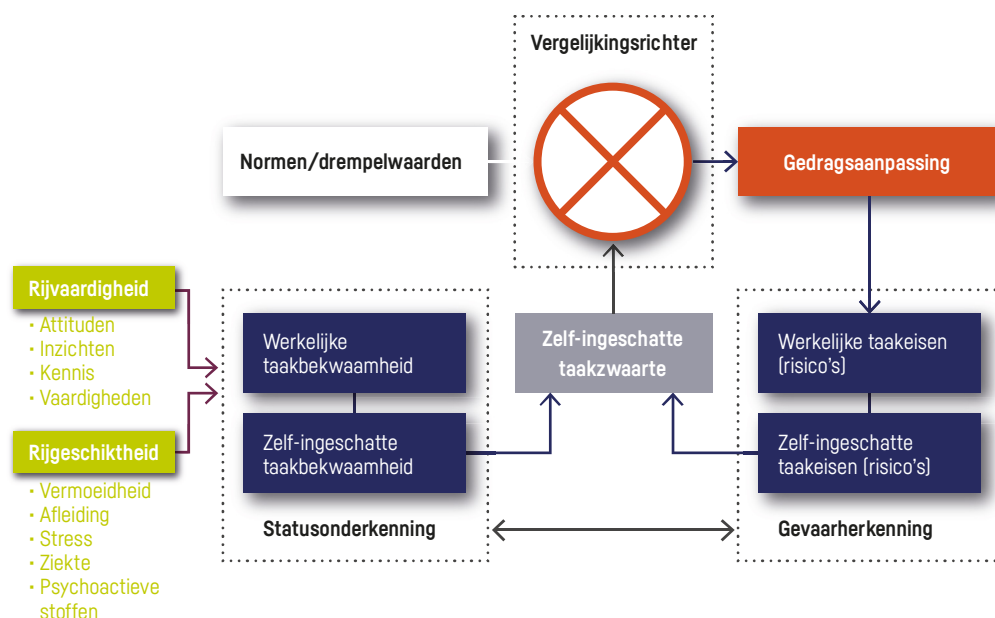 Vergelijkingsrichter
Normen/drempelwaarden
Gedragsaanpassing
Rijvaardigheid
• Attituden
• Inzichten
• Kennis
• Vaardigheden
Rijgeschiktheid
• Vermoeidheid
• Afleiding
• Stress
• Ziekte
• Psychoactieve
stoffen
Werkelijke
taakbekwaamheid
Zelf-ingeschatte
taakbekwaamheid
Statusonderkenning
Zelf-ingeschatte
taakzwaarte
Werkelijke taakeisen
(risico's)
Zelf-ingeschatte
taakeisen (risico's)
Gevaarherkenning